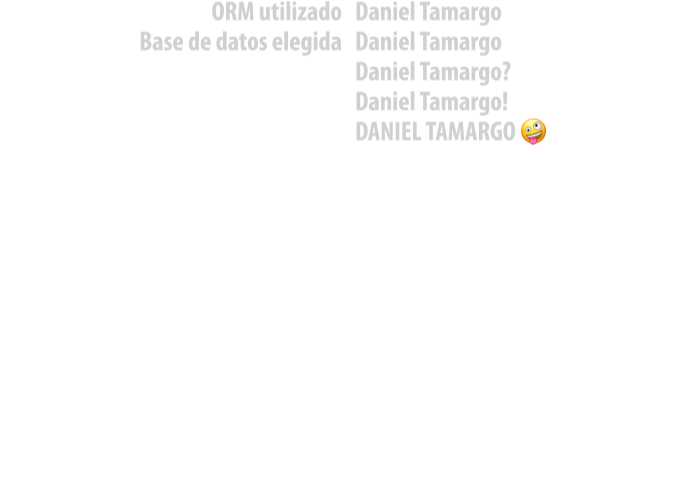 ORM utilizado Daniel Tamargo
Base de datos elegida Daniel Tamargo
Daniel Tamargo?
Daniel Tamargo!
DANIEL TAMARGO 🤪